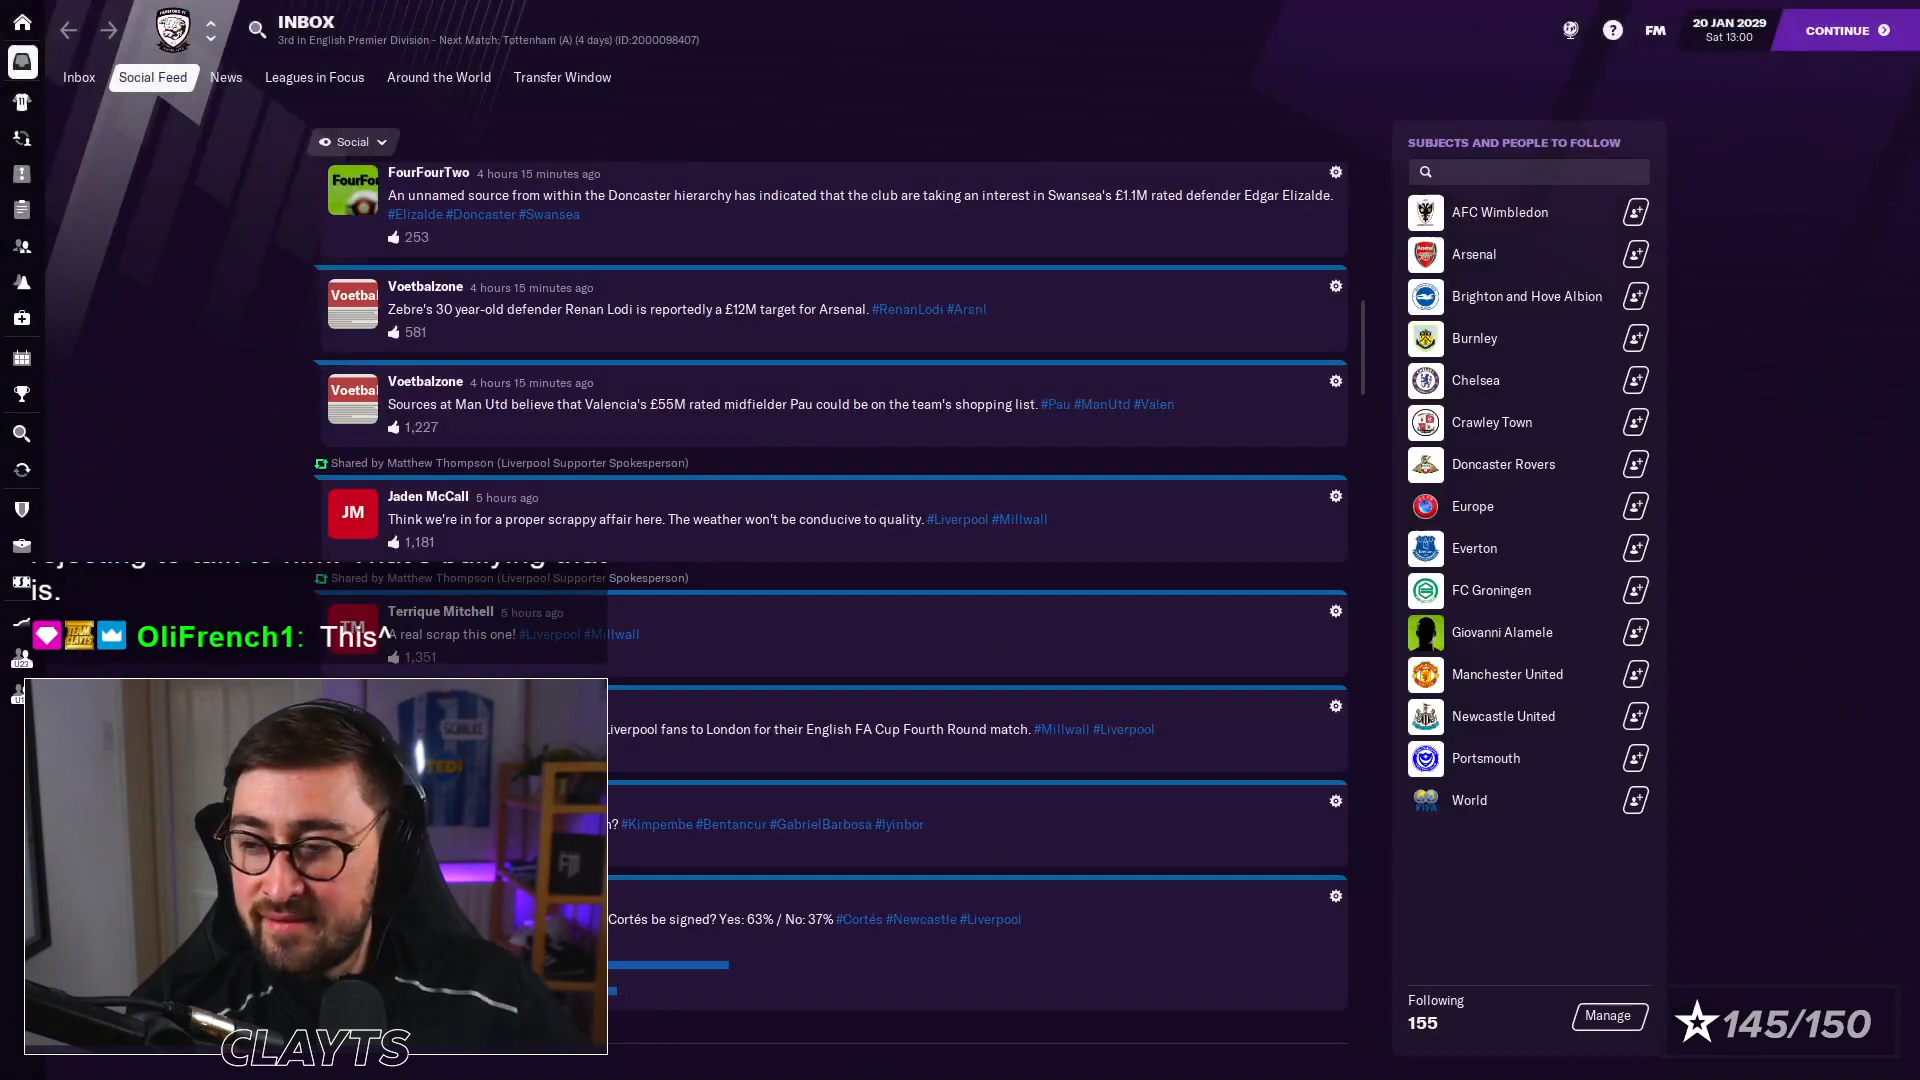 INBOX
3rd in English Premier Division - Next Match: Tottenham (A) (4 days) (ID:2000098407)
FM
20 JAN 2029
Sat 13:00
CONTINUE
Inbox
Social Feed
News
Leagues in Focus
Around the World
Transfer Window
Social
FourFourTwo 4 hours 15 minutes ago
An unnamed source from within the Doncaster hierarchy has indicated that the club are taking an interest in Swansea's £1.1M rated defender Edgar Elizalde.
#Elizalde #Doncaster #Swansea
253
Voetbalzone 4 hours 15 minutes ago
Zebre's 30 year-old defender Renan Lodi is reportedly a £12M target for Arsenal. #RenanLodi #Arsnl
581
Voetbalzone 4 hours 15 minutes ago
Sources at Man Utd believe that Valencia's £55M rated midfielder Pau could be on the team's shopping list. #Pau #ManUtd #Valen
1,227
Shared by Matthew Thompson (Liverpool Supporter Spokesperson)
JM
Jaden McCall 5 hours ago
Think we're in for a proper scrappy affair here. The weather won't be conducive to quality. #Liverpool #Millwall
1,181
Shared by Matthew Thompson (Liverpool Supporter Spokesperson)
is.
TM
Terrique Mitchell 5 hours ago
A real scrap this one! #Liverpool #Millwall
1,351
TEAM CLAYTS
OliFrench1: This^
Liverpool fans to London for their English FA Cup Fourth Round match. #Millwall #Liverpool
#Kimpembe #Bentancur #GabrielBarbosa #Iyinbor
Cortés be signed? Yes: 63% / No: 37% #Cortés #Newcastle #Liverpool
CLAYTS
SUBJECTS AND PEOPLE TO FOLLOW
AFC Wimbledon
Arsenal
Brighton and Hove Albion
Burnley
Chelsea
Crawley Town
Doncaster Rovers
Europe
Everton
FC Groningen
Giovanni Alamele
Manchester United
Newcastle United
Portsmouth
World
Following
155
Manage
145/150